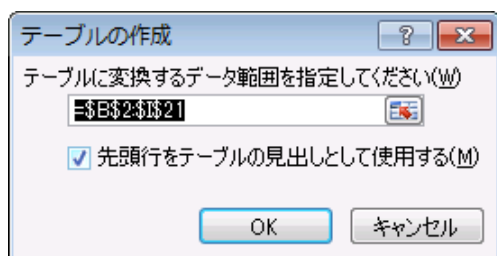 テーブルの作成
テーブルに変換するデータ範囲を指定してください(W)
=$B$2:$I$21
先頭行をテーブルの見出しとして使用する(M)
OK キャンセル